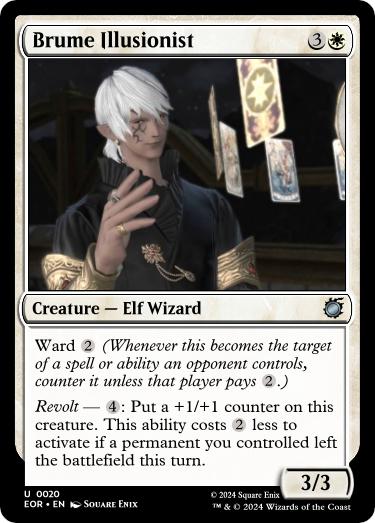 Brume Illusionist 3
Creature — Elf Wizard
Ward 2 (Whenever this becomes the target
of a spell or ability an opponent controls,
counter it unless that player pays 2.)
Revolt — 4: Put a +1/+1 counter on this
creature. This ability costs 2 less to
activate if a permanent you controlled left
the battlefield this turn.
3/3
U 0020
EOR • EN SQUARE ENIX
© 2024 Square Enix
™ & © 2024 Wizards of the Coast